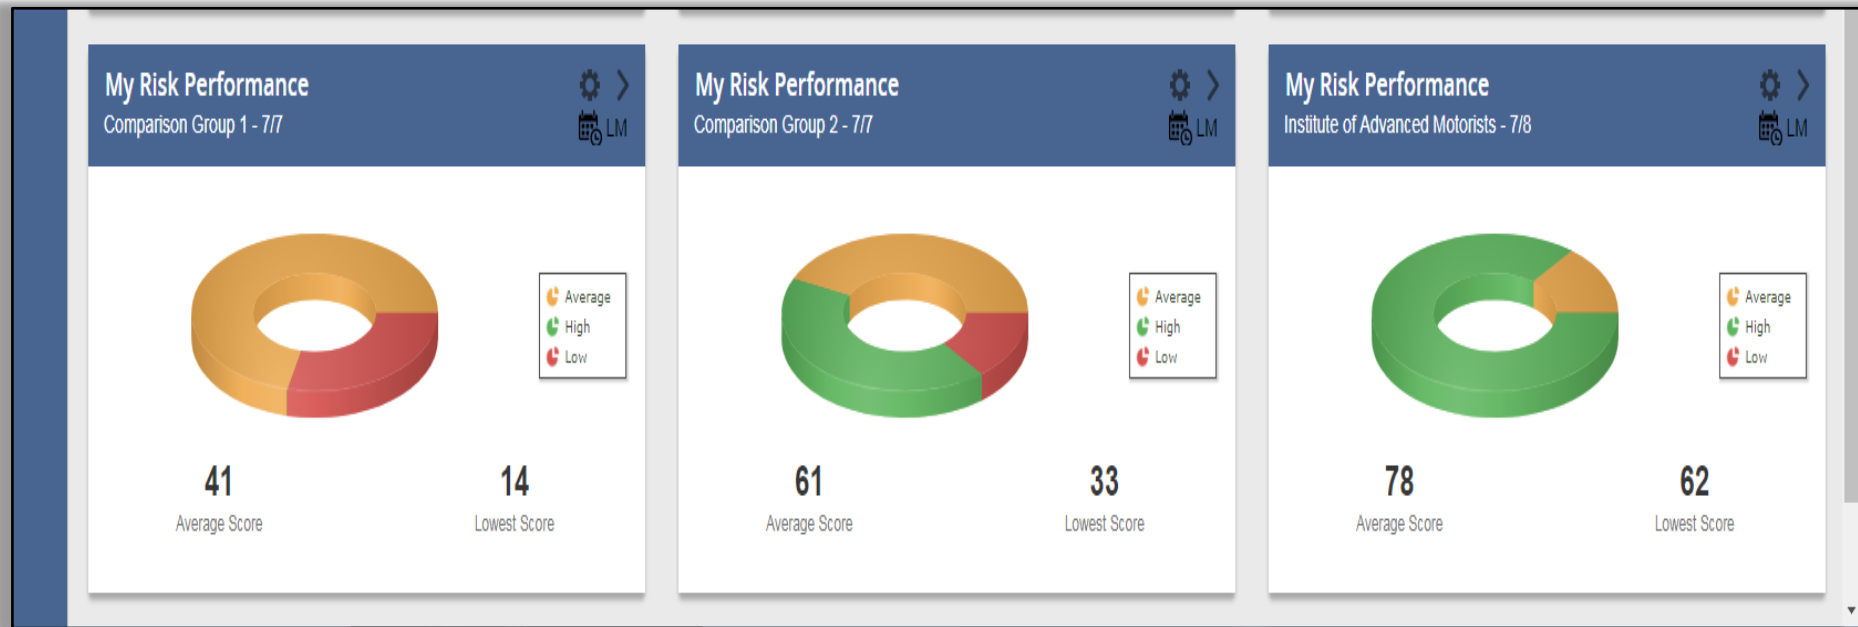 My Risk Performance
Comparison Group 1 - 7/7
LM
Average
High
Low
41
Average Score
14
Lowest Score
My Risk Performance
Comparison Group 2 - 7/7
LM
Average
High
Low
61
Average Score
33
Lowest Score
My Risk Performance
Institute of Advanced Motorists - 7/8
LM
Average
High
Low
78
Average Score
62
Lowest Score